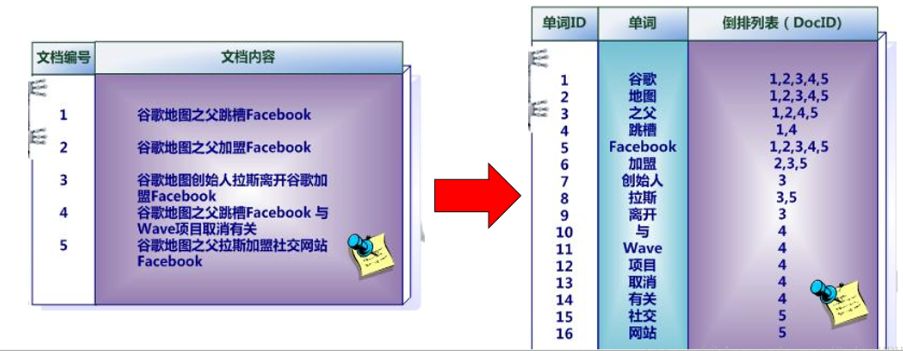 文档编号 文档内容
1 谷歌地图之父跳槽Facebook
2 谷歌地图之父加盟Facebook
3 谷歌地图创始人拉斯离开谷歌加
盟Facebook
4 谷歌地图之父跳槽Facebook 与
Wave项目取消有关
5 谷歌地图之父拉斯加盟社交网站
Facebook
单词ID 单词 倒排列表（DocID）
1 谷歌 1,2,3,4,5
2 地图 1,2,3,4,5
3 之父 1,2,4,5
4 跳槽 1,4
5 Facebook 1,2,3,4,5
6 加盟 2,3,5
7 创始人 3
8 拉斯 3,5
9 离开 3
10 与 4
11 Wave 4
12 项目 4
13 取消 4
14 有关 4
15 社交 5
16 网站 5